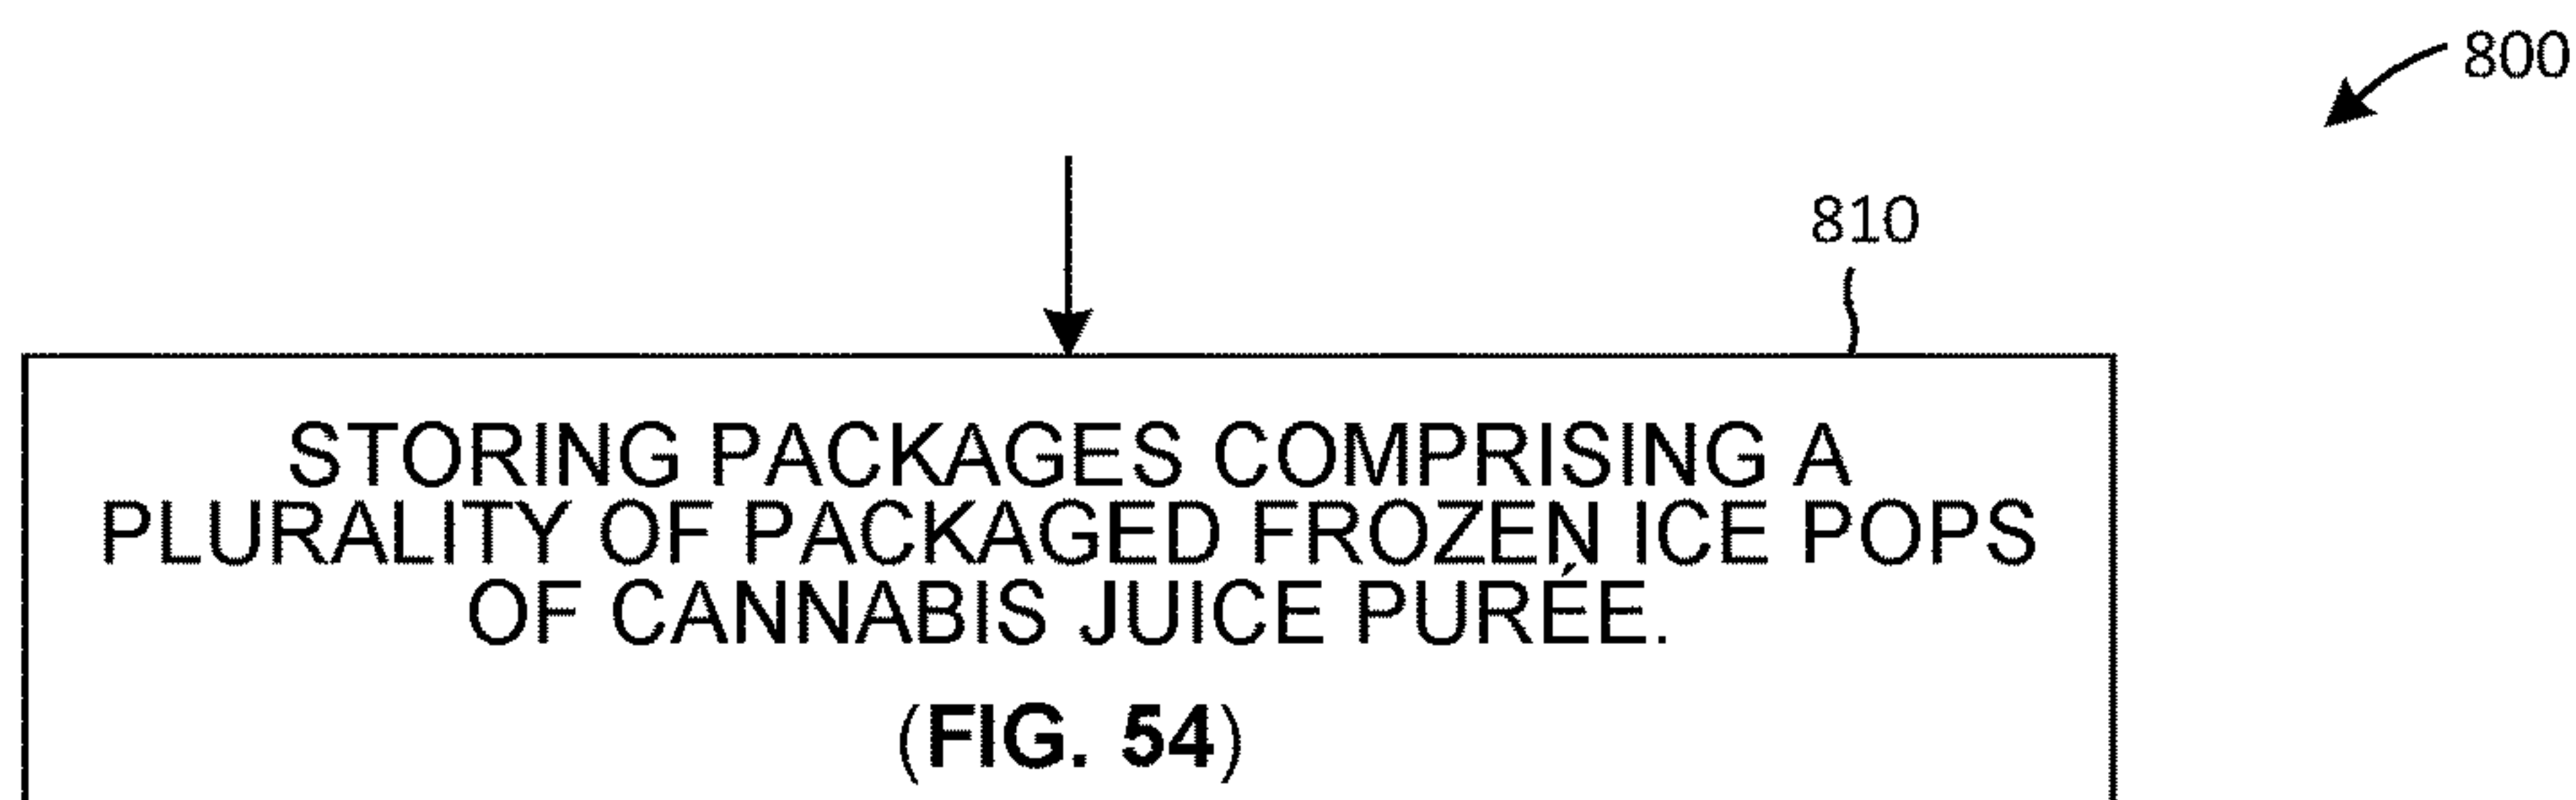 800
810
STORING PACKAGES COMPRISING A
PLURALITY OF PACKAGED FROZEN ICE POPS
OF CANNABIS JUICE PURÉE.
(FIG. 54)